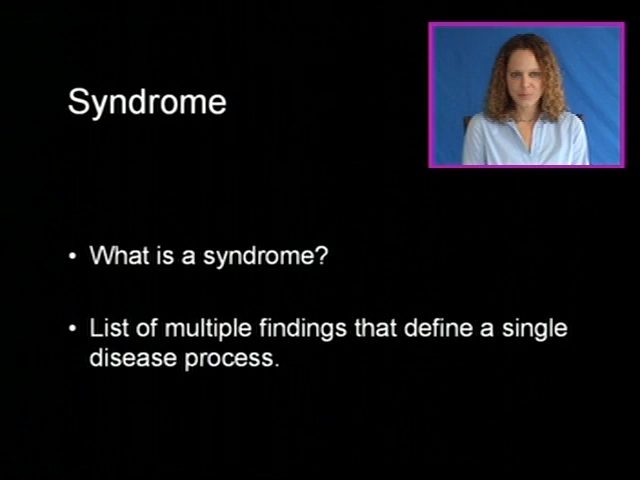 Syndrome
• What is a syndrome?
• List of multiple findings that define a single
disease process.